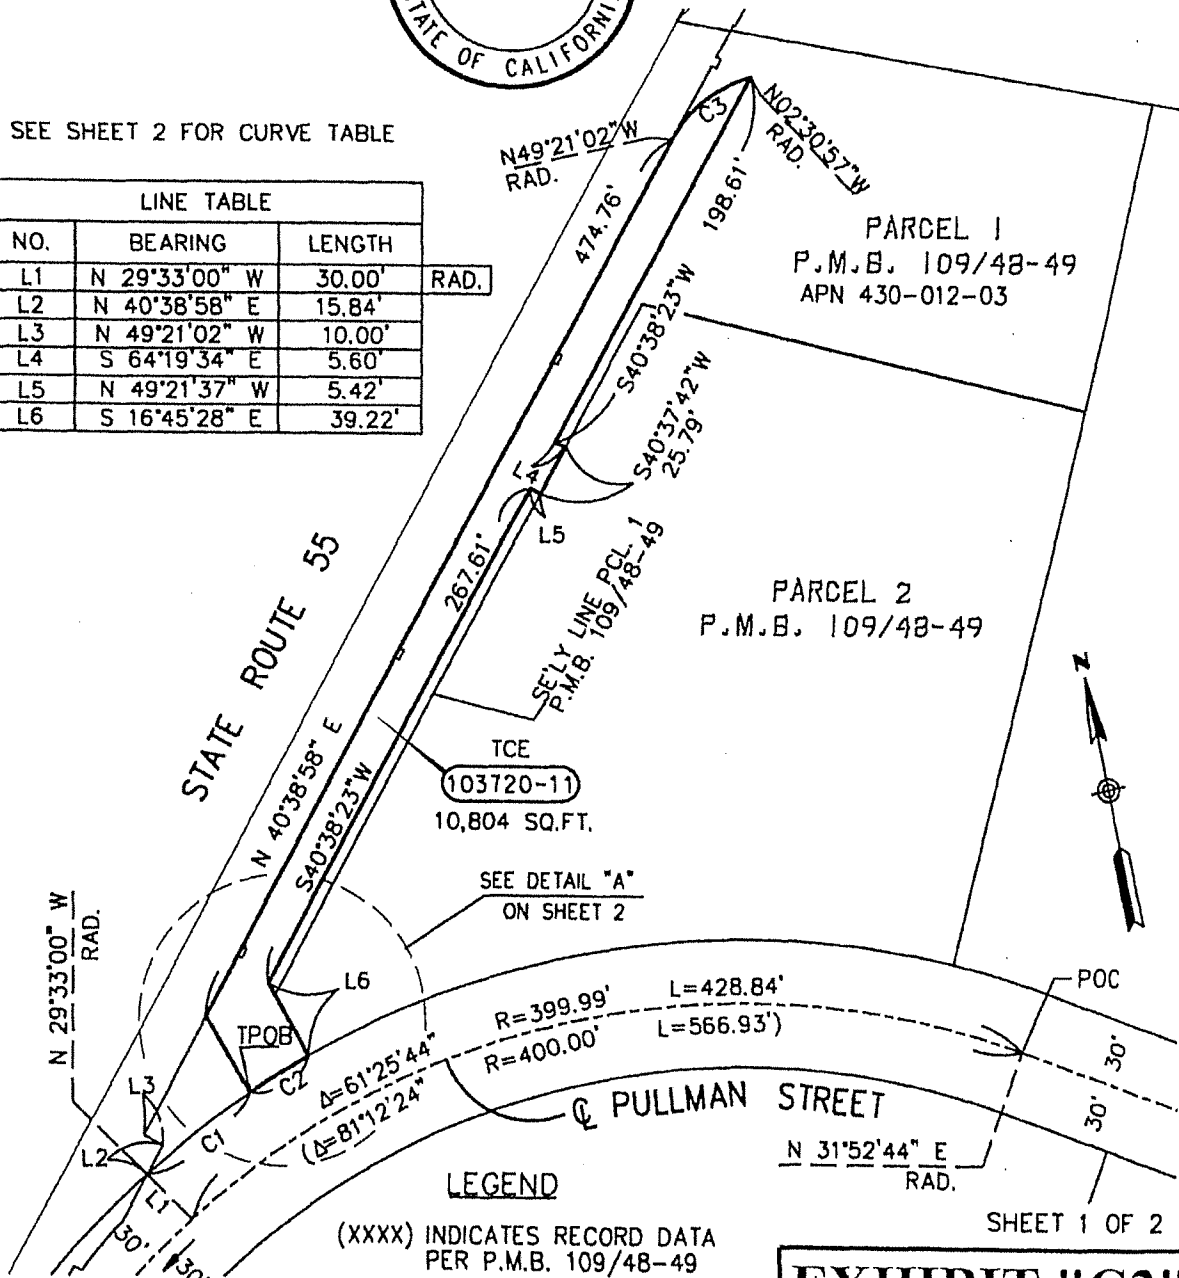 STATE OF CALIFORNI
SEE SHEET 2 FOR CURVE TABLE
LINE TABLE
NO. BEARING LENGTH
L1 N 29°33'00" W 30.00' RAD.
L2 N 40°38'58" E 15.84'
L3 N 49°21'02" W 10.00'
L4 S 64°19'34" E 5.60'
L5 N 49°21'37" W 5.42'
L6 S 16°45'28" E 39.22'
N49°21'02"W
RAD.
C3
N02°30'57"W
RAD.
474.76'
198.61'
PARCEL 1
P.M.B. 109/48-49
APN 430-012-03
S40°38'23"W
S40°37'42"W
25.79'
L4
L5
267.61'
SE'LY LINE PCL. 1
P.M.B. 109/48-49
STATE ROUTE 55
PARCEL 2
P.M.B. 109/48-49
N
N 40°38'58" E
S40°38'23"W
TCE
103720-11
10,804 SQ.FT.
SEE DETAIL "A"
ON SHEET 2
N 29°33'00" W
RAD.
L6
TPOB
C2
L3
C1
L2
L1
R=399.99' L=428.84'
R=400.00' L=566.93')
Δ=61°25'44"
(Δ=81°12'24"
POC
30'
30'
℄ PULLMAN STREET
N 31°52'44" E
RAD.
30'
30'
LEGEND
(XXXX) INDICATES RECORD DATA
PER P.M.B. 109/48-49
SHEET 1 OF 2
EXHIBIT "C2"